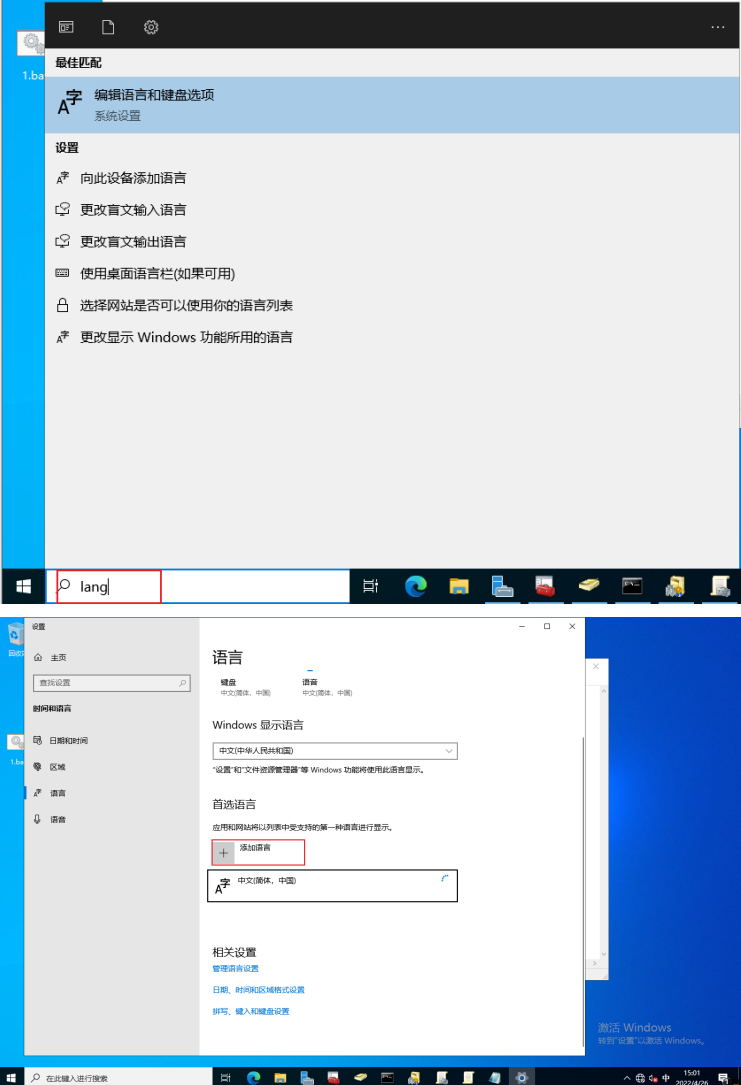 1.ba
最佳匹配
编辑语言和键盘选项
系统设置
设置
向此设备添加语言
更改盲文输入语言
更改盲文输出语言
使用桌面语言栏(如果可用)
选择网站是否可以使用你的语言列表
更改显示 Windows 功能所用的语言
lang
设置
主页
查找设置
时间和语言
日期和时间
区域
语言
语音
语言
键盘
中文(简体，中国)
语音
中文(简体，中国)
Windows 显示语言
中文(中华人民共和国)
"设置"和"文件资源管理器"等 Windows 功能将使用此语言显示。
首选语言
应用和网站将以列表中受支持的第一种语言进行显示。
添加语言
中文(简体，中国)
相关设置
管理语言设置
日期、时间和区域格式设置
拼写、键入和键盘设置
回收
1.ba
激活 Windows
转到"设置"以激活 Windows。
在此键入进行搜索
中
15:01
2022/4/26